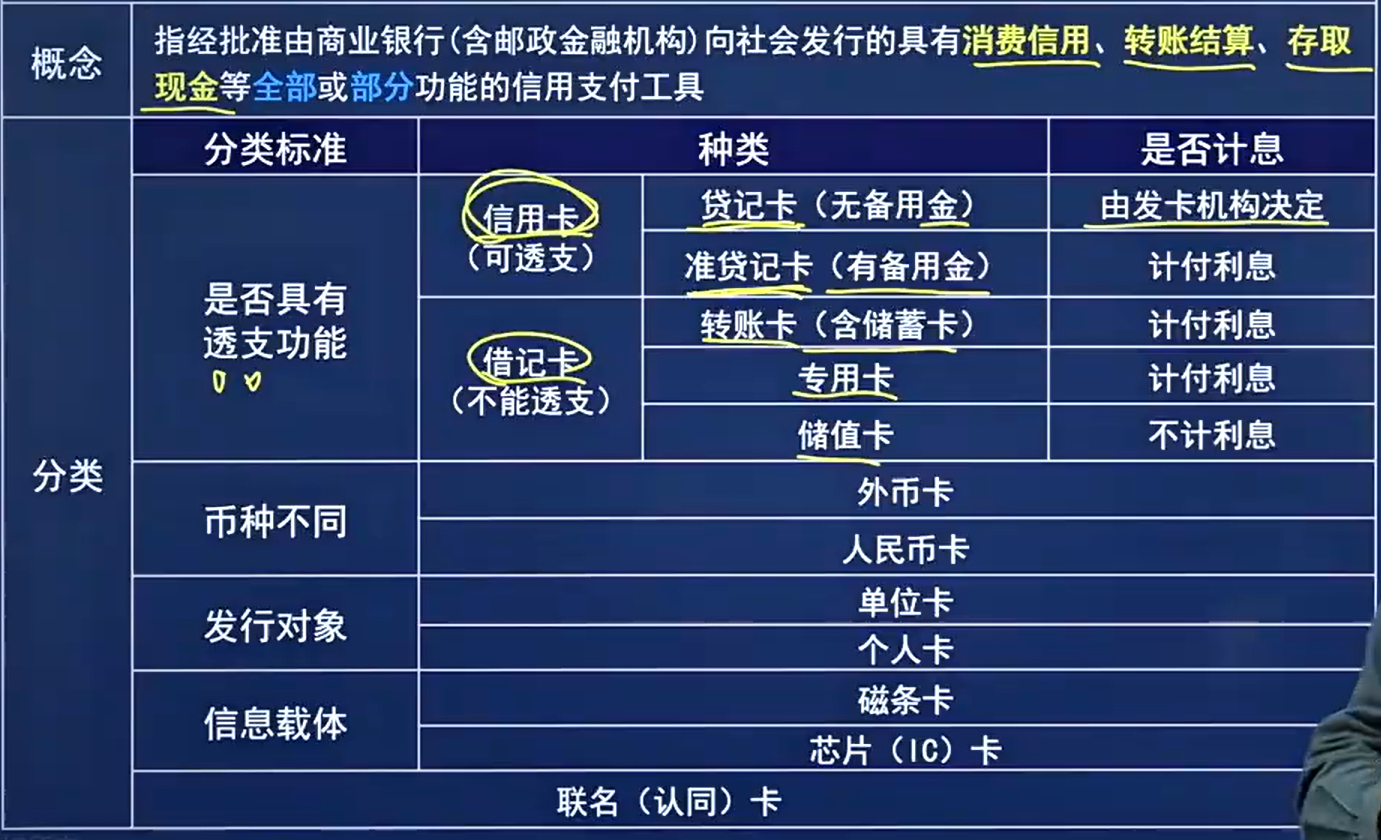 概念
指经批准由商业银行(含邮政金融机构)向社会发行的具有消费信用、转账结算、存取
现金等全部或部分功能的信用支付工具
分类
分类标准 种类 是否计息
是否具有
透支功能
信用卡
(可透支)
贷记卡(无备用金) 由发卡机构决定
准贷记卡(有备用金) 计付利息
借记卡
(不能透支)
转账卡(含储蓄卡) 计付利息
专用卡 计付利息
储值卡 不计利息
币种不同
外币卡
人民币卡
发行对象
单位卡
个人卡
信息载体
磁条卡
芯片(IC)卡
联名(认同)卡